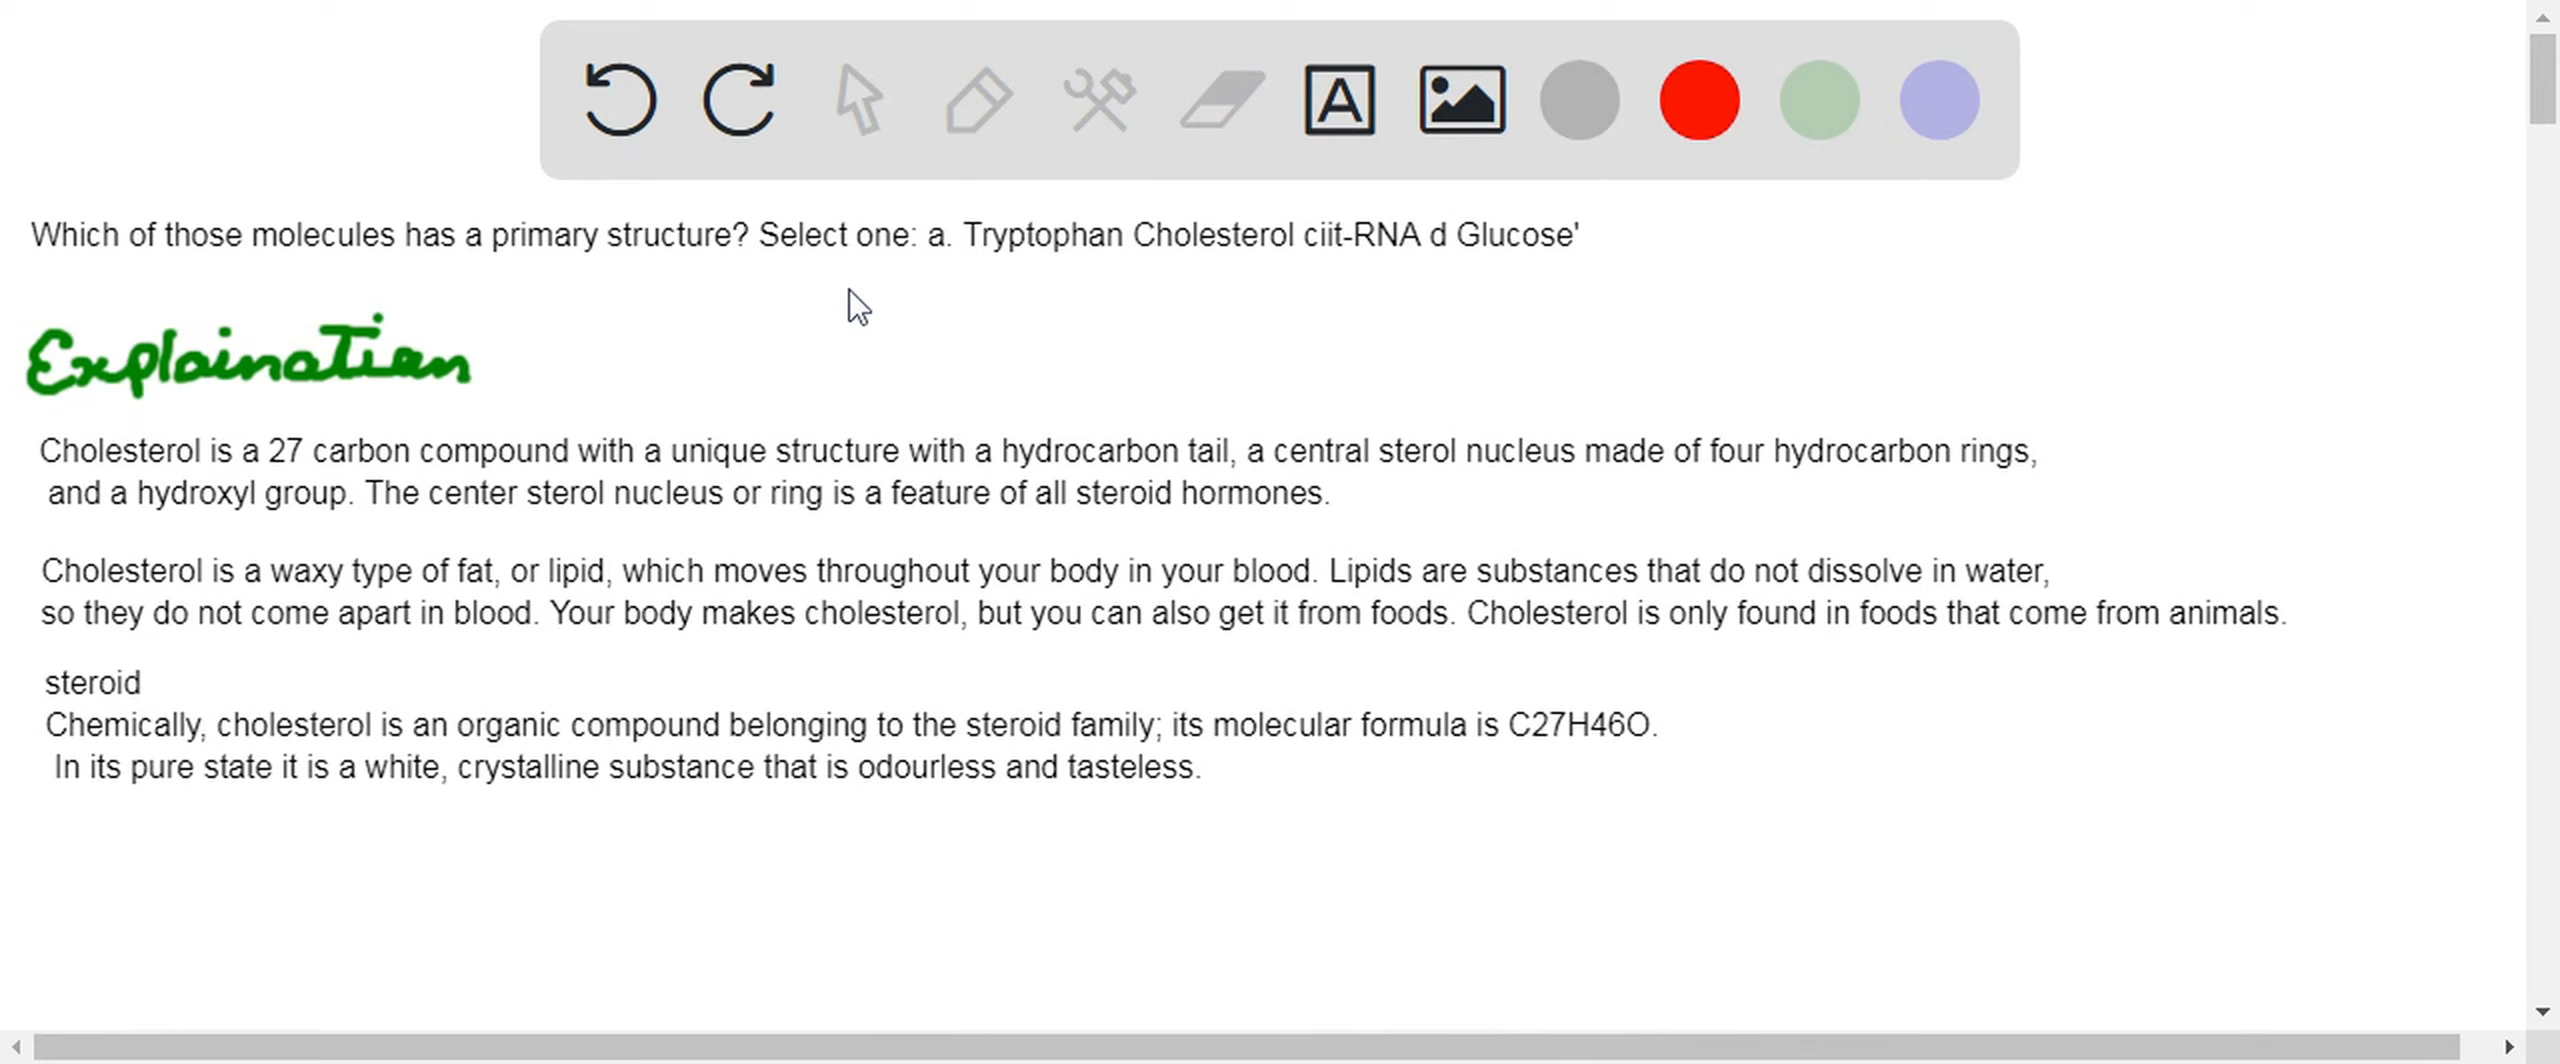 A
Which of those molecules has a primary structure? Select one: a. Tryptophan Cholesterol ciit-RNA d Glucose'
Explaination
Cholesterol is a 27 carbon compound with a unique structure with a hydrocarbon tail, a central sterol nucleus made of four hydrocarbon rings,
and a hydroxyl group. The center sterol nucleus or ring is a feature of all steroid hormones.
Cholesterol is a waxy type of fat, or lipid, which moves throughout your body in your blood. Lipids are substances that do not dissolve in water,
so they do not come apart in blood. Your body makes cholesterol, but you can also get it from foods. Cholesterol is only found in foods that come from animals.
steroid
Chemically, cholesterol is an organic compound belonging to the steroid family; its molecular formula is C27H46O.
In its pure state it is a white, crystalline substance that is odourless and tasteless.